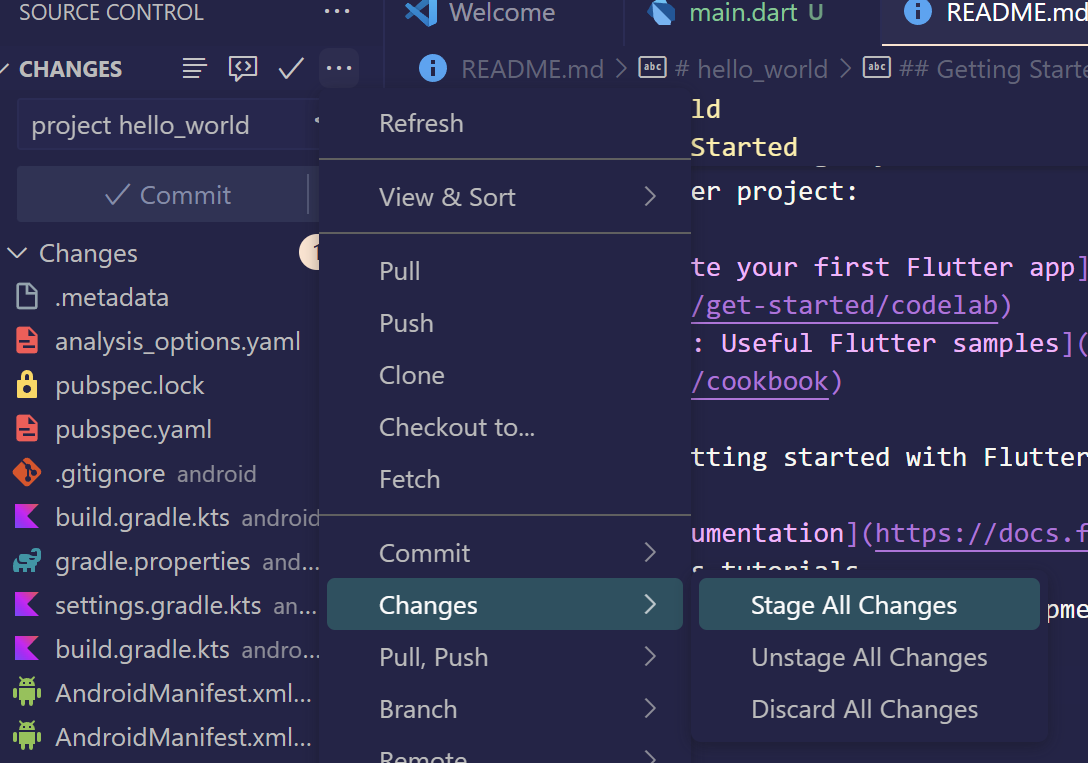 SOURCE CONTROL
Welcome
main.dart U
README.md
CHANGES
README.md
# hello_world
## Getting Starte
project hello_world
Commit
Changes
.metadata
analysis_options.yaml
pubspec.lock
pubspec.yaml
.gitignore android
build.gradle.kts android
gradle.properties and...
settings.gradle.kts an...
build.gradle.kts andro...
AndroidManifest.xml...
AndroidManifest.xml...
Refresh
View & Sort
Pull
Push
Clone
Checkout to...
Fetch
Commit
Changes
Pull, Push
Branch
Remote
Stage All Changes
Unstage All Changes
Discard All Changes
ld
Started
er project:
te your first Flutter app]
/get-started/codelab)
: Useful Flutter samples](
/cookbook)
tting started with Flutter
umentation](https://docs.f
s tutorials
pme